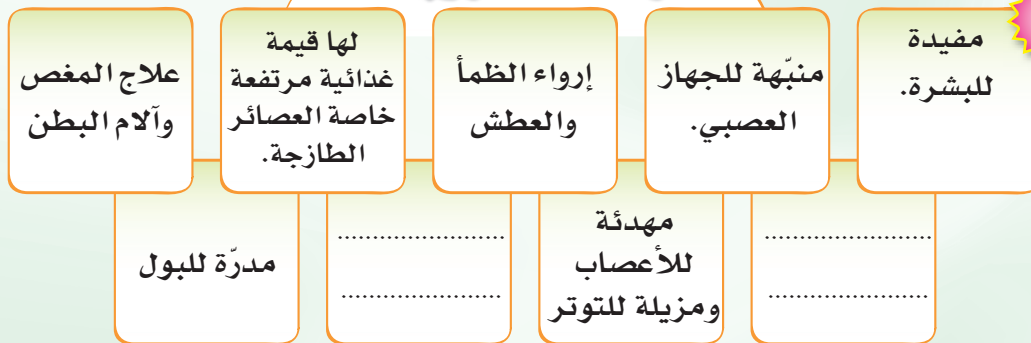 مفيدة
للبشرة.
منبّهة للجهاز
العصبي.
إرواء الظمأ
والعطش
لها قيمة
غذائية مرتفعة
خاصة العصائر
الطازجة.
علاج المغص
وآلام البطن
........................
.......................
مهدئة
للأعصاب
ومزيلة للتوتر
........................
.......................
مدرّة للبول